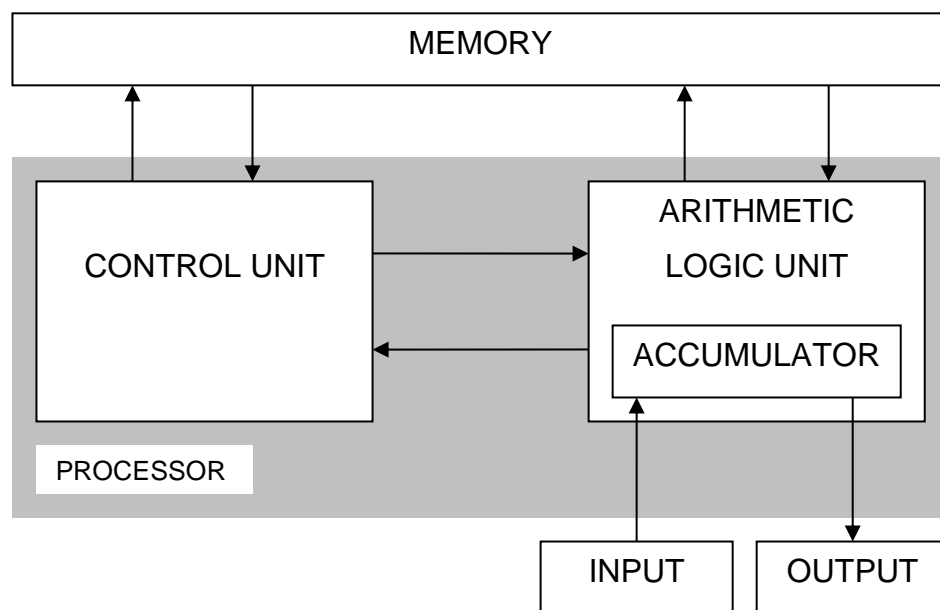 MEMORY
CONTROL UNIT
ARITHMETIC
LOGIC UNIT
ACCUMULATOR
PROCESSOR
INPUT
OUTPUT